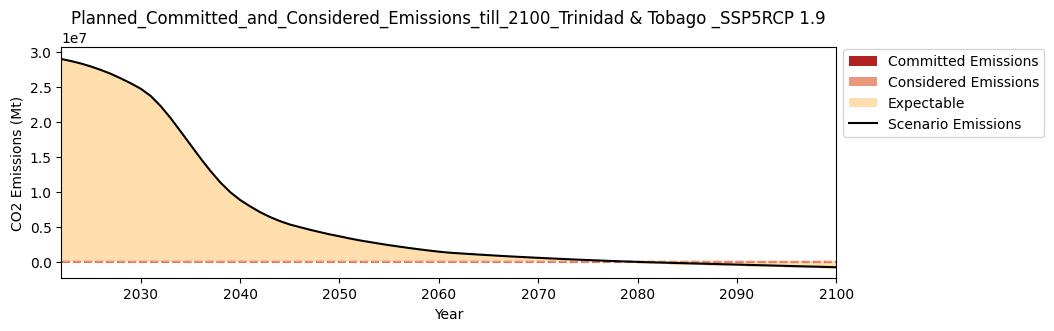 Planned_Committed_and_Considered_Emissions_till_2100_Trinidad & Tobago _SSP5RCP 1.9
1e7
3.0
2.5
2.0
1.5
1.0
0.5
0.0
CO2 Emissions (Mt)
2030 2040 2050 2060 2070 2080 2090 2100
Year
Committed Emissions
Considered Emissions
Expectable
Scenario Emissions